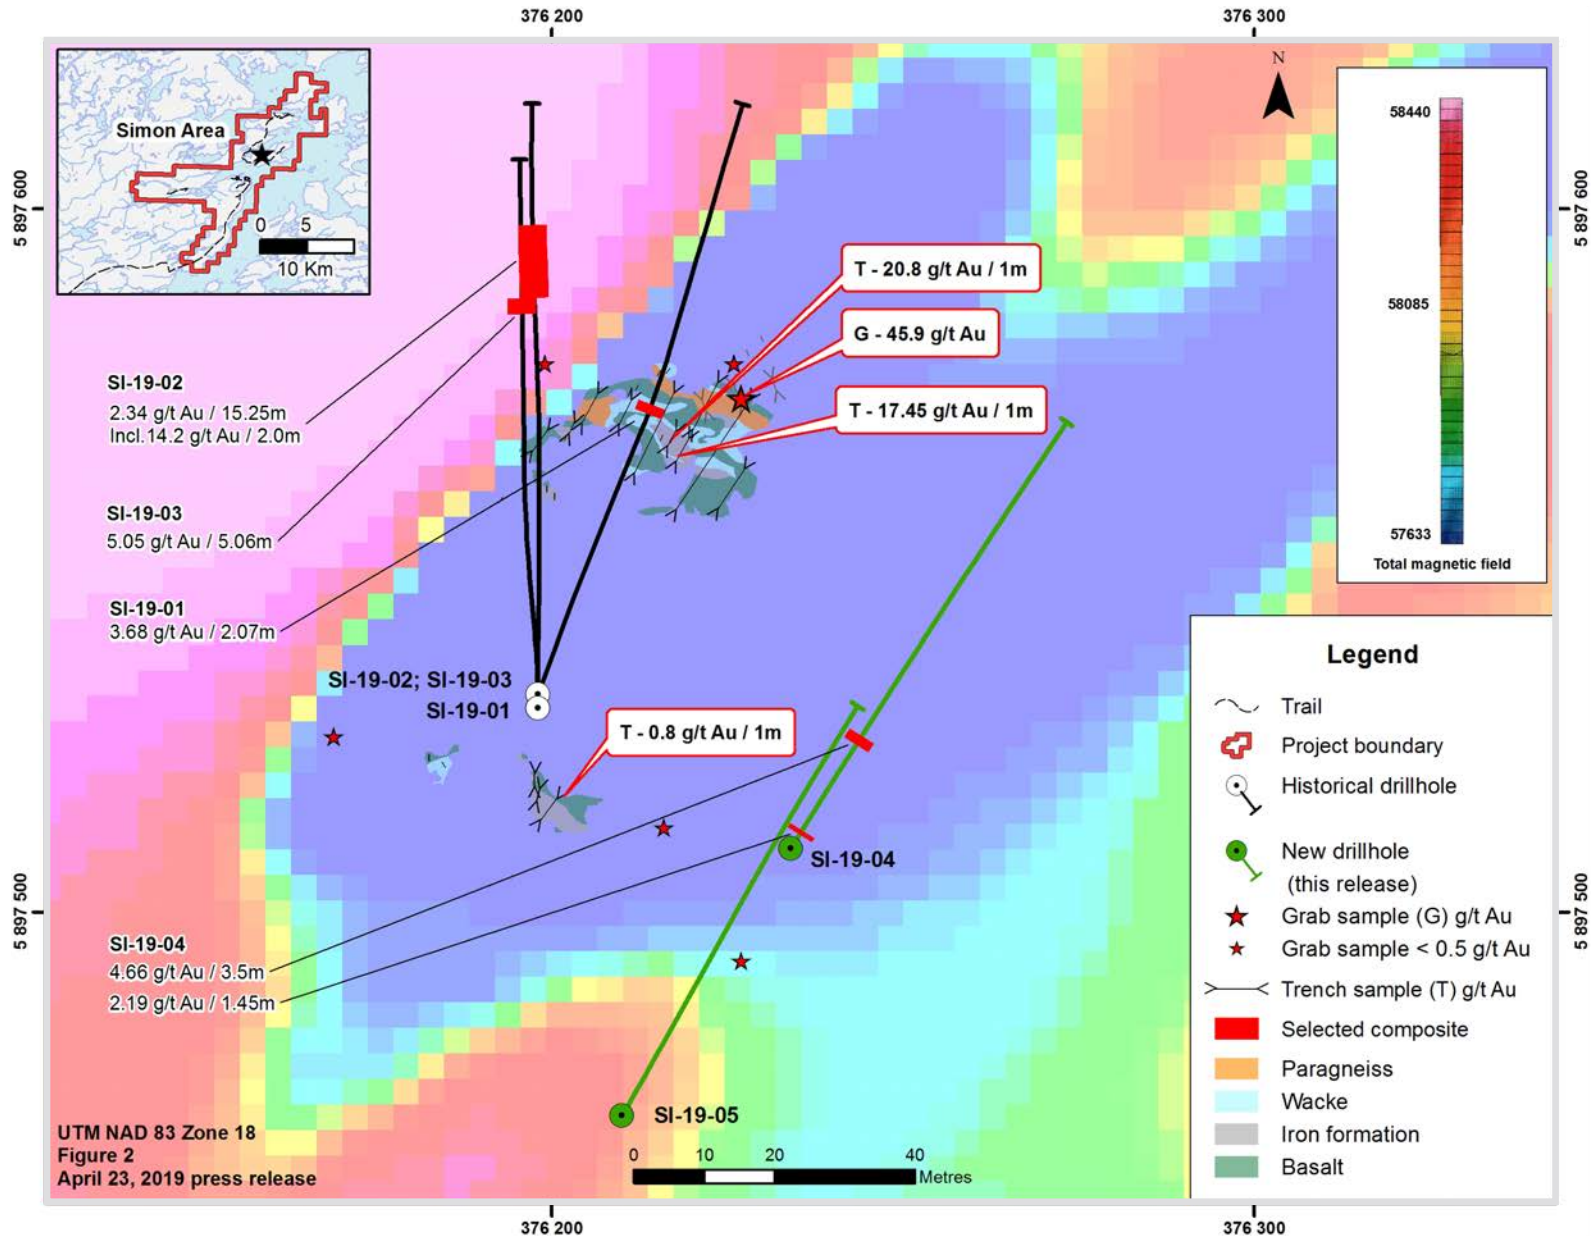 376 200
376 300
5 897 600
5 897 600
Simon Area
0 5
10 Km
N
58440
58085
57633
Total magnetic field
T - 20.8 g/t Au / 1m
G - 45.9 g/t Au
T - 17.45 g/t Au / 1m
SI-19-02
2.34 g/t Au / 15.25m
Incl.14.2 g/t Au / 2.0m
SI-19-03
5.05 g/t Au / 5.06m
SI-19-01
3.68 g/t Au / 2.07m
SI-19-02; SI-19-03
SI-19-01
T - 0.8 g/t Au / 1m
SI-19-04
SI-19-04
4.66 g/t Au / 3.5m
2.19 g/t Au / 1.45m
5 897 500
5 897 500
SI-19-05
Legend
Trail
Project boundary
Historical drillhole
New drillhole
(this release)
Grab sample (G) g/t Au
Grab sample < 0.5 g/t Au
Trench sample (T) g/t Au
Selected composite
Paragneiss
Wacke
Iron formation
Basalt
UTM NAD 83 Zone 18
Figure 2
April 23, 2019 press release
0 10 20 40
Metres
376 200
376 300